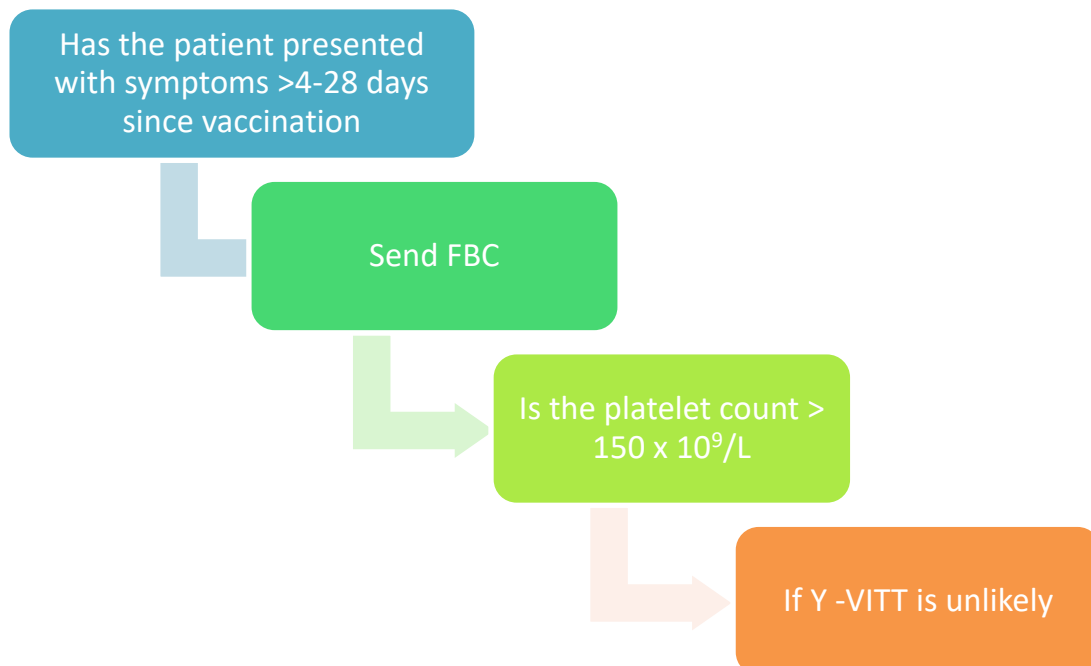 Has the patient presented
with symptoms >4-28 days
since vaccination
Send FBC
Is the platelet count >
150 x 10⁹/L
If Y -VITT is unlikely